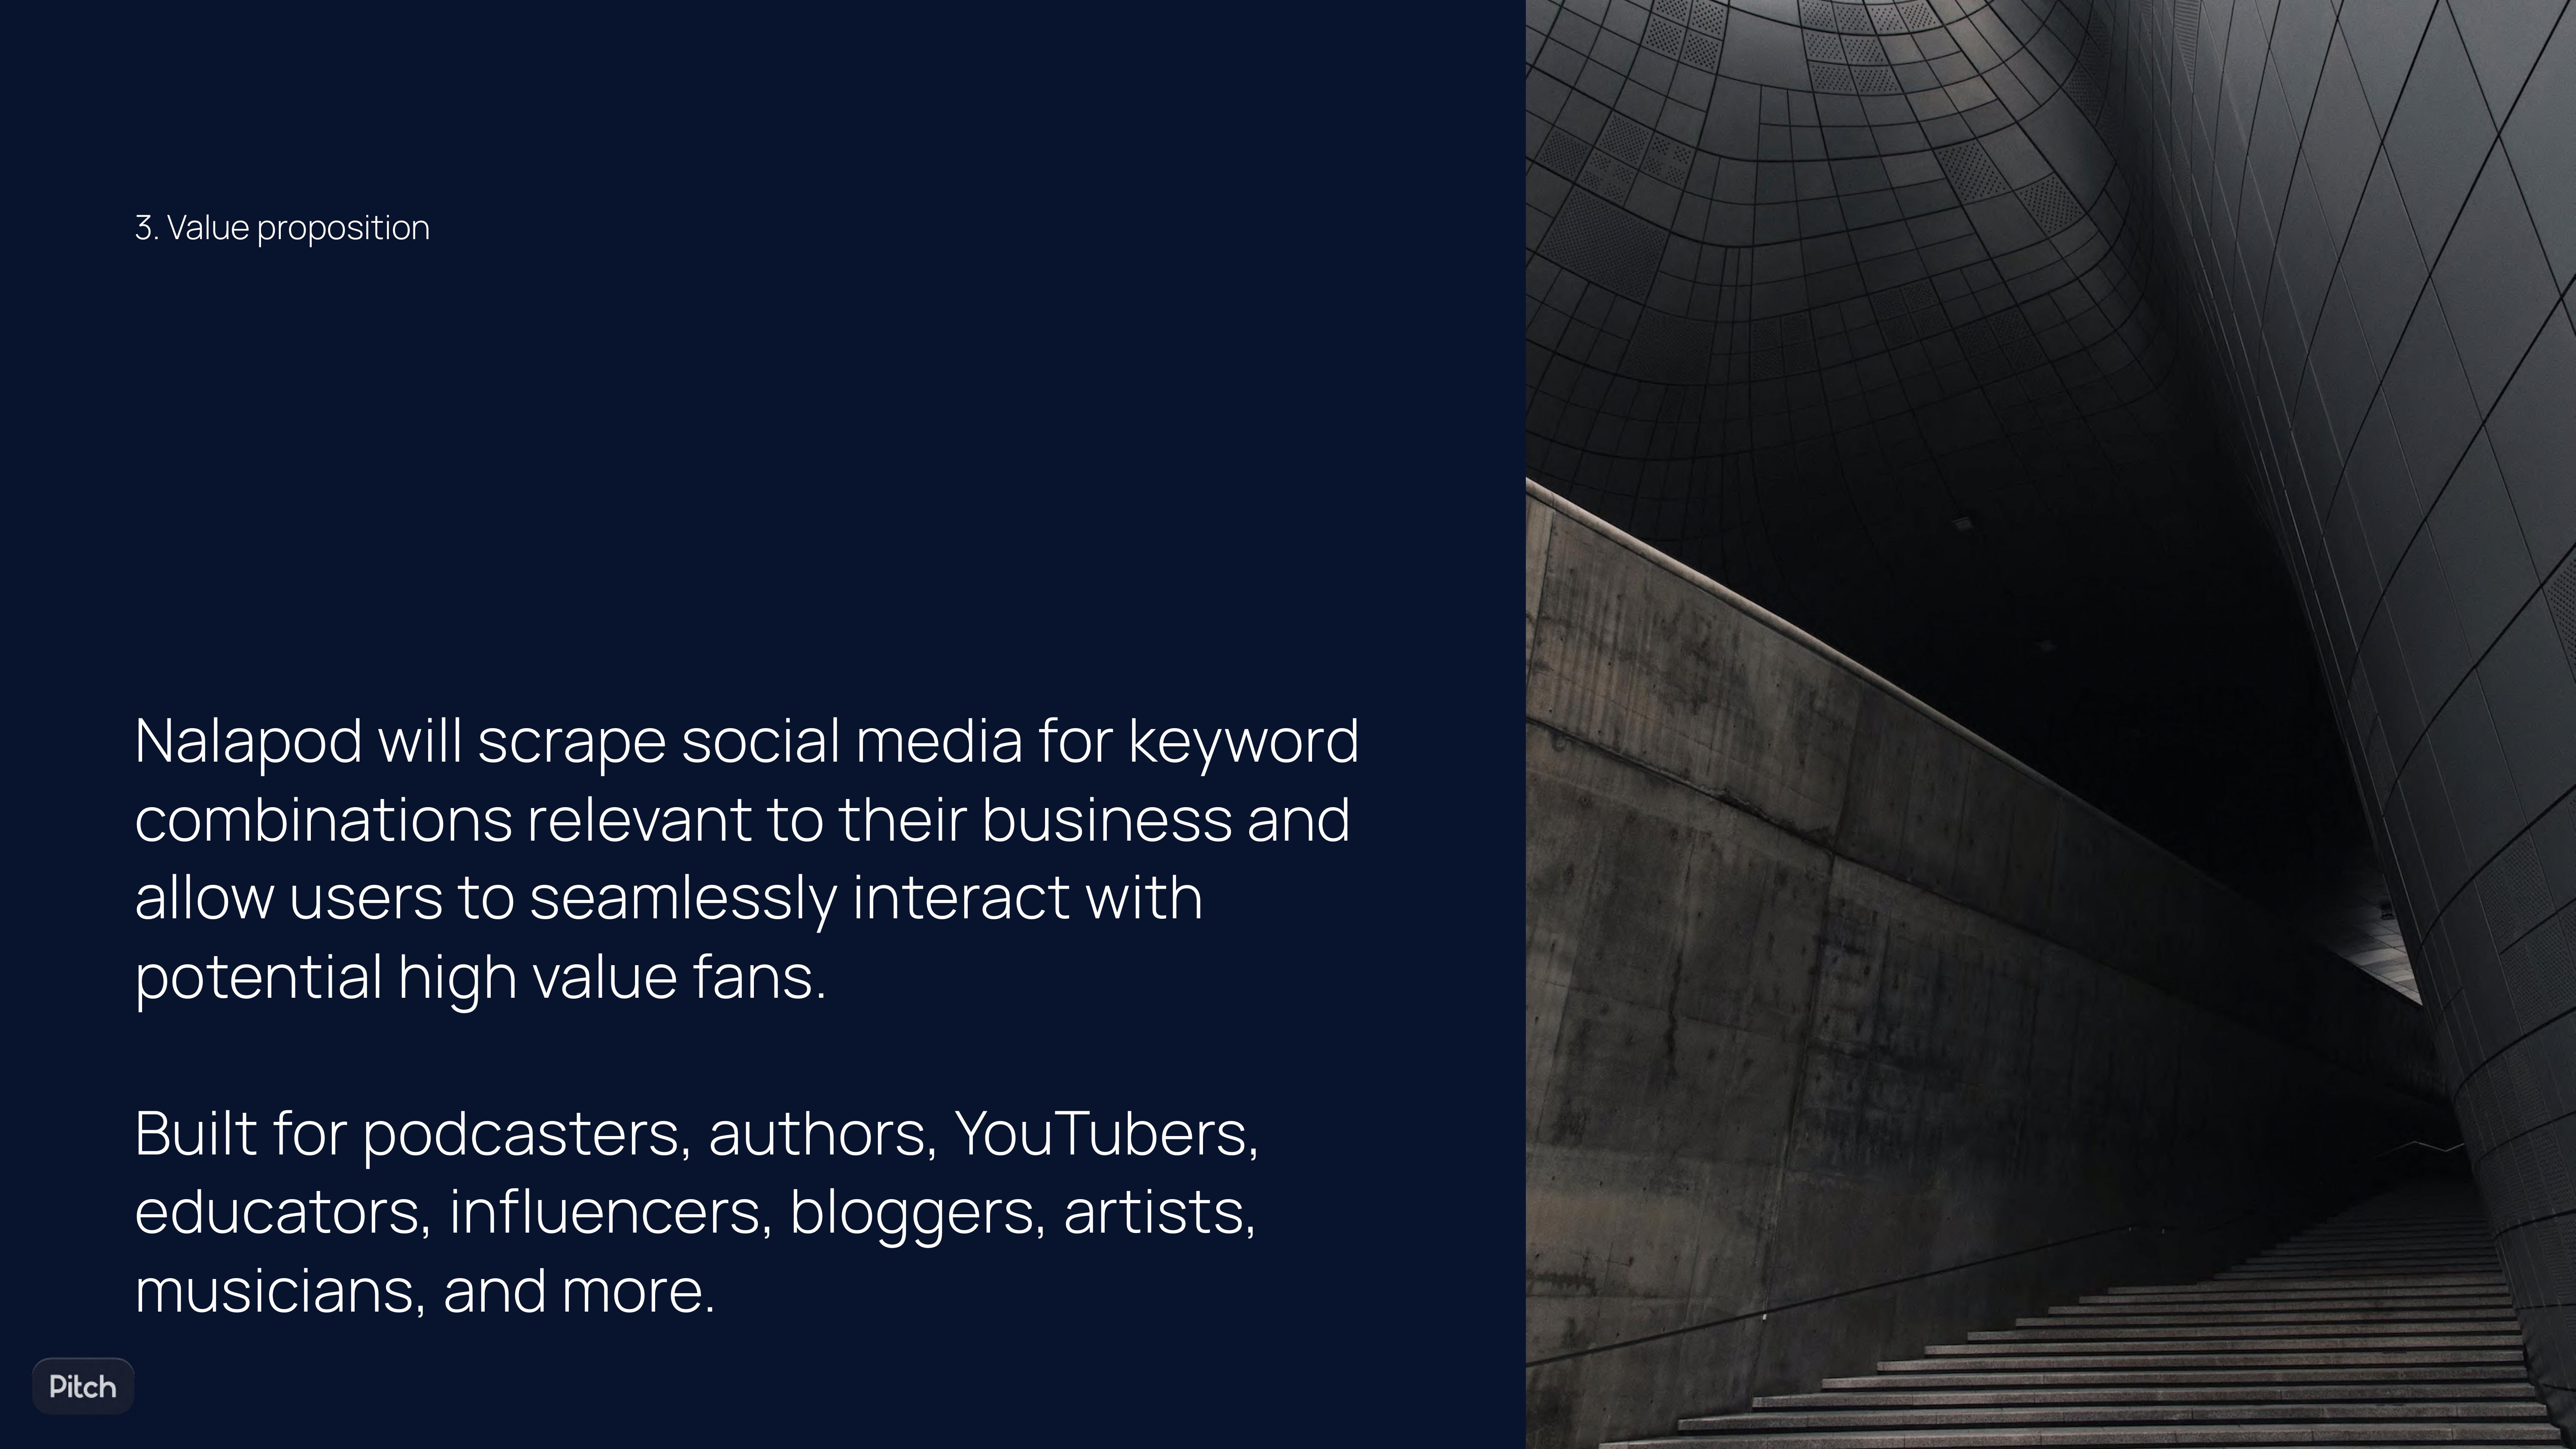 3. Value proposition
Nalapod will scrape social media for keyword
combinations relevant to their business and
allow users to seamlessly interact with
potential high value fans.
Built for podcasters, authors, YouTubers,
educators, influencers, bloggers, artists,
musicians, and more.
Pitch